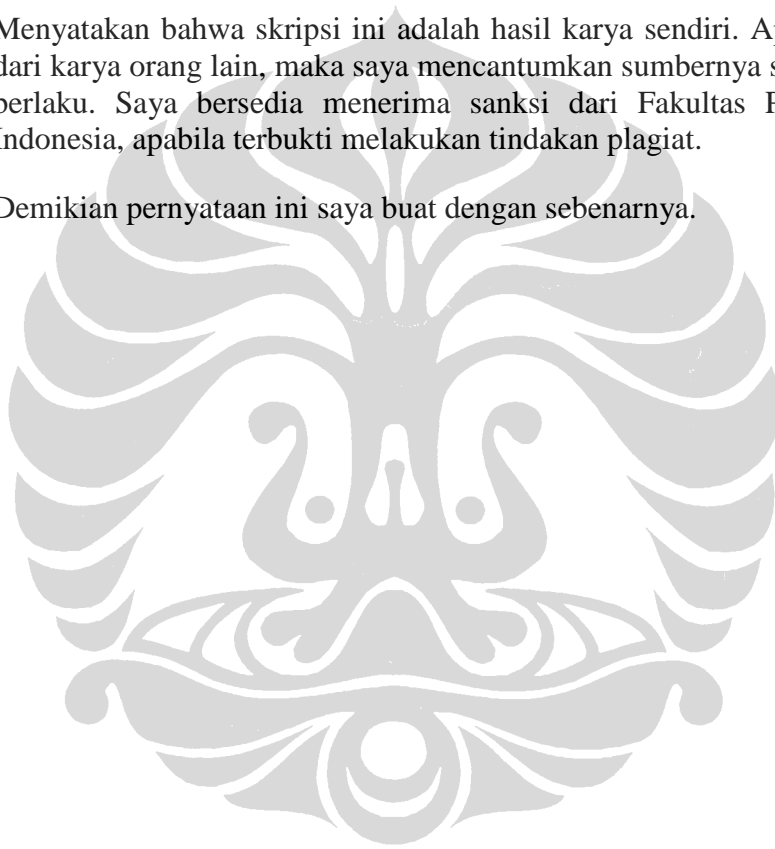 Menyatakan bahwa skripsi ini adalah hasil karya sendiri.
dari karya orang lain, maka saya mencantumkan sumbernya
berlaku. Saya bersedia menerima sanksi dari Fakultas
Indonesia, apabila terbukti melakukan tindakan plagiat.
Demikian pernyataan ini saya buat dengan sebenarnya.